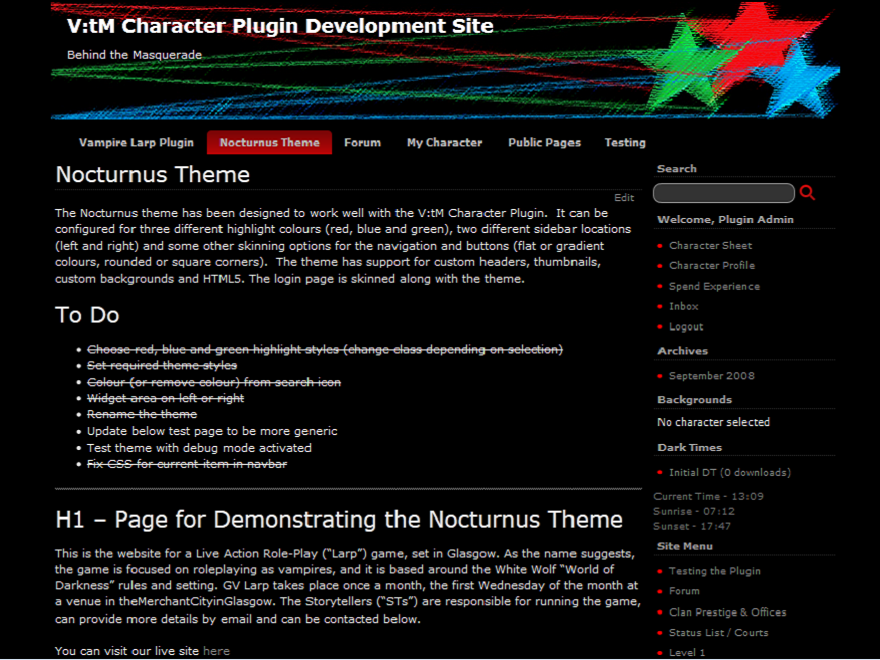 V:tM Character Plugin Development Site
Behind the Masquerade
Vampire Larp Plugin
Nocturnus Theme
Forum
My Character
Public Pages
Testing
Nocturnus Theme
Edit
The Nocturnus theme has been designed to work well with the V:tM Character Plugin. It can be
configured for three different highlight colours (red, blue and green), two different sidebar locations
(left and right) and some other skinning options for the navigation and buttons (flat or gradient
colours, rounded or square corners). The theme has support for custom headers, thumbnails,
custom backgrounds and HTML5. The login page is skinned along with the theme.
To Do
• Choose red, blue and green highlight styles (change class depending on selection)
• Set required theme styles
• Colour (or remove colour) from search icon
• Widget area on left or right
• Rename the theme
• Update below test page to be more generic
• Test theme with debug mode activated
• Fix CSS for current item in navbar
H1 – Page for Demonstrating the Nocturnus Theme
This is the website for a Live Action Role-Play (“Larp”) game, set in Glasgow. As the name suggests,
the game is focused on roleplaying as vampires, and it is based around the White Wolf “World of
Darkness” rules and setting. GV Larp takes place once a month, the first Wednesday of the month at
a venue in theMerchantCityinGlasgow. The Storytellers (“STs”) are responsible for running the game,
can provide more details by email and can be contacted below.
You can visit our live site here
Search
Welcome, Plugin Admin
• Character Sheet
• Character Profile
• Spend Experience
• Inbox
• Logout
Archives
• September 2008
Backgrounds
No character selected
Dark Times
• Initial DT (0 downloads)
Current Time - 13:09
Sunrise - 07:12
Sunset - 17:47
Site Menu
• Testing the Plugin
• Forum
• Clan Prestige & Offices
• Status List / Courts
• Level 1